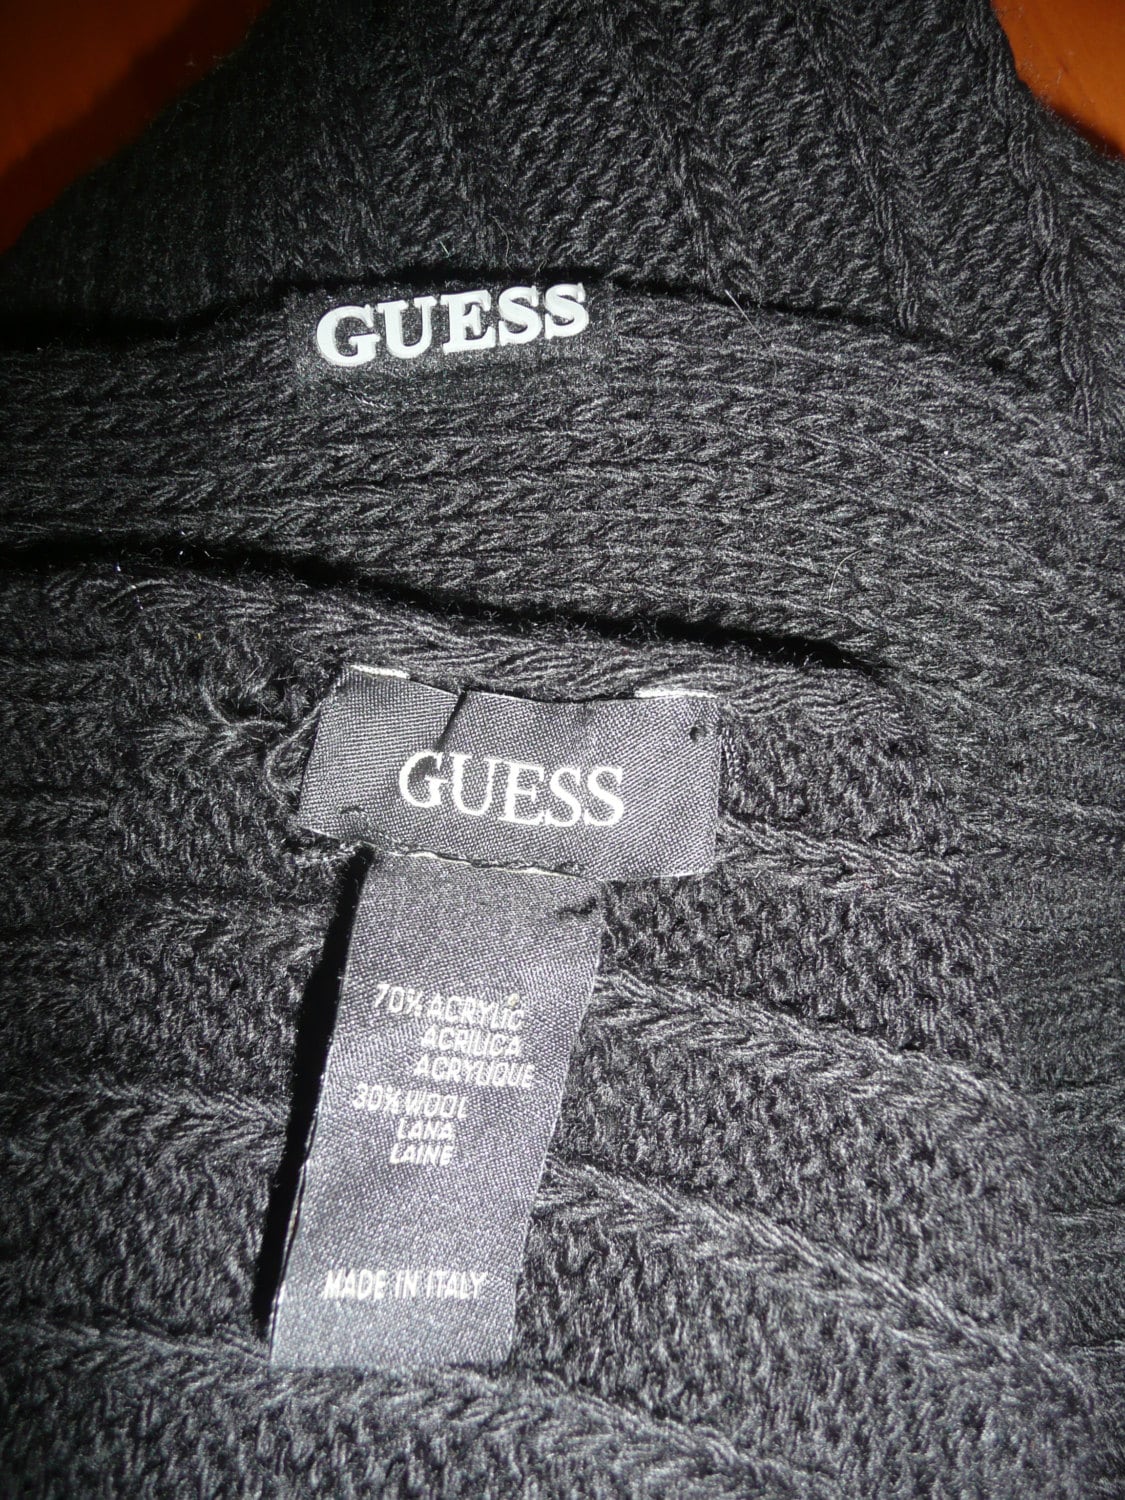 GUESS
GUESS
70% ACRYLIC
ACRILICA
ACRYLIQUE
30% WOOL
LANA
LAINE
MADE IN ITALY